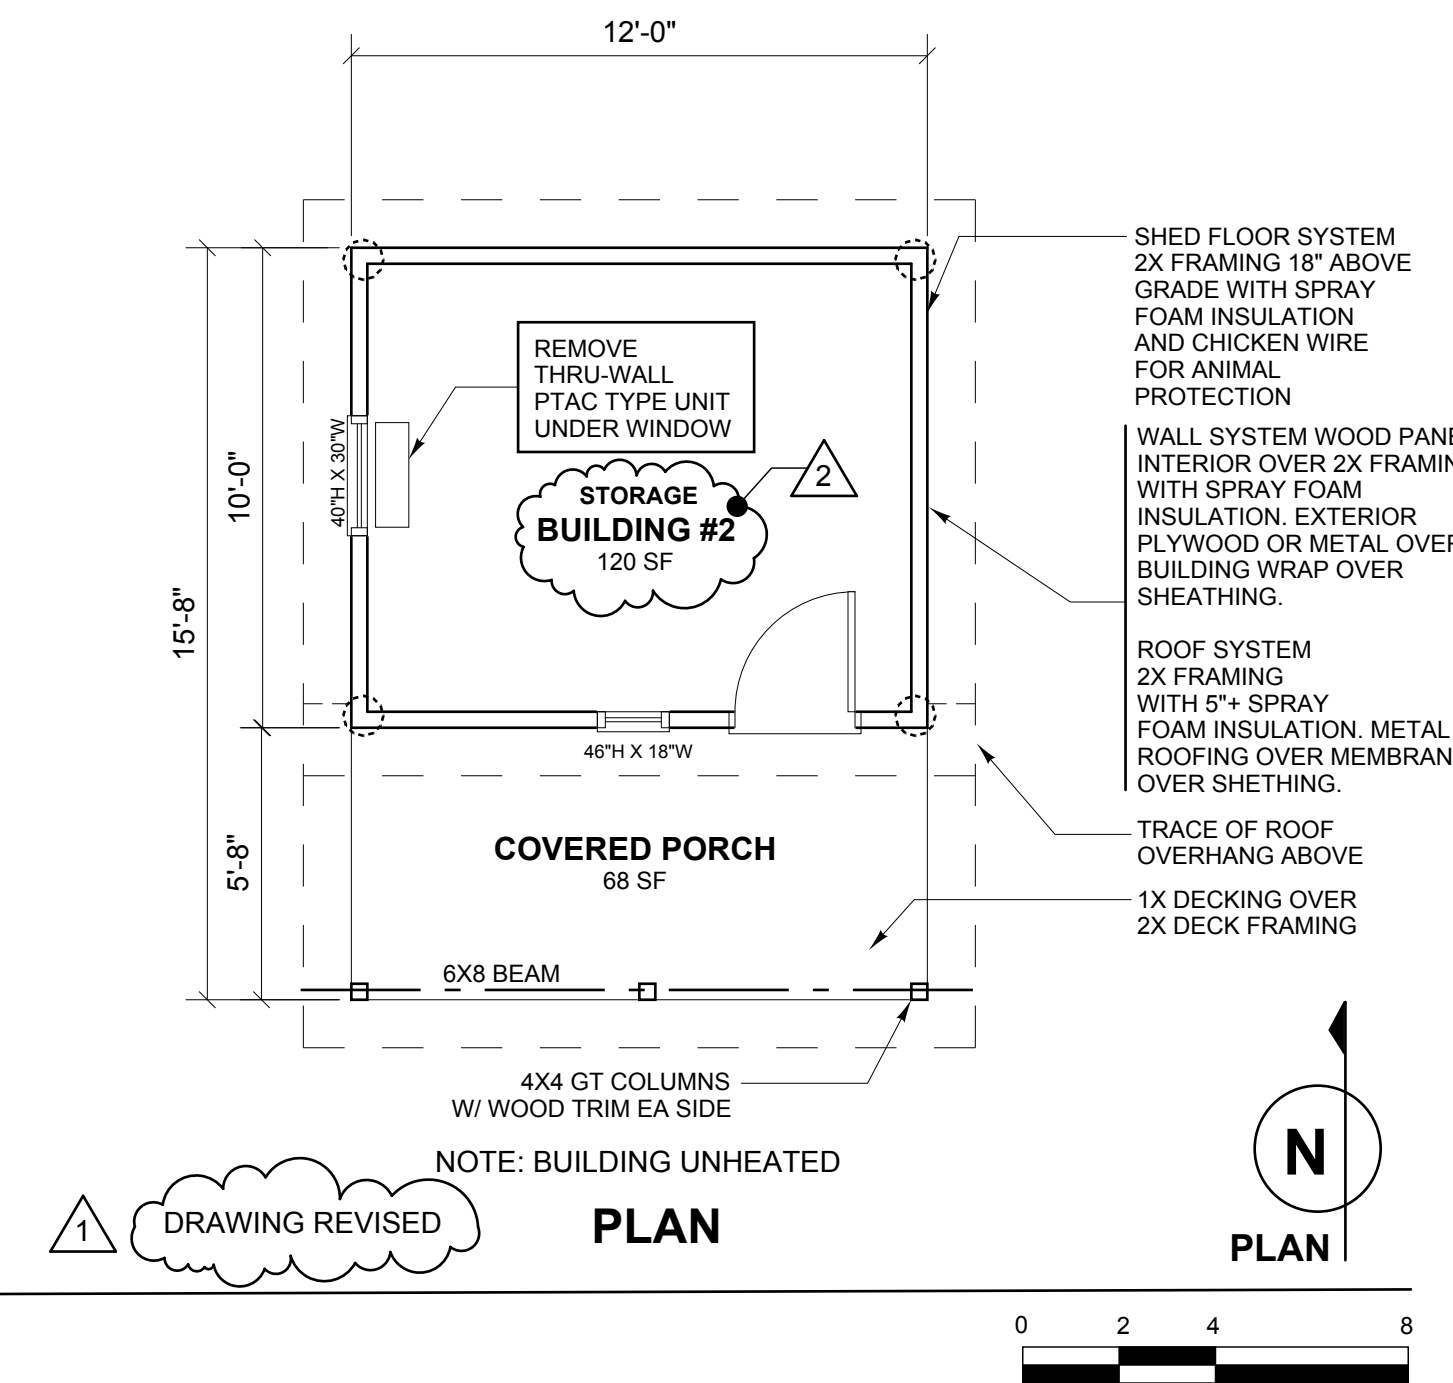 12'-0"
SHED FLOOR SYSTEM
2X FRAMING 18" ABOVE
GRADE WITH SPRAY
FOAM INSULATION
AND CHICKEN WIRE
FOR ANIMAL
PROTECTION
REMOVE
THRU-WALL
PTAC TYPE UNIT
UNDER WINDOW
40"H X 30"W
10'-0"
15'-8"
5'-8"
STORAGE
BUILDING #2
120 SF
2
WALL SYSTEM WOOD PANE
INTERIOR OVER 2X FRAMIN
WITH SPRAY FOAM
INSULATION. EXTERIOR
PLYWOOD OR METAL OVER
BUILDING WRAP OVER
SHEATHING.
ROOF SYSTEM
2X FRAMING
WITH 5"+ SPRAY
FOAM INSULATION. METAL
ROOFING OVER MEMBRAN
OVER SHETHING.
46"H X 18"W
TRACE OF ROOF
OVERHANG ABOVE
COVERED PORCH
68 SF
1X DECKING OVER
2X DECK FRAMING
6X8 BEAM
4X4 GT COLUMNS
W/ WOOD TRIM EA SIDE
NOTE: BUILDING UNHEATED
1
DRAWING REVISED
PLAN
N
PLAN
0 2 4 8